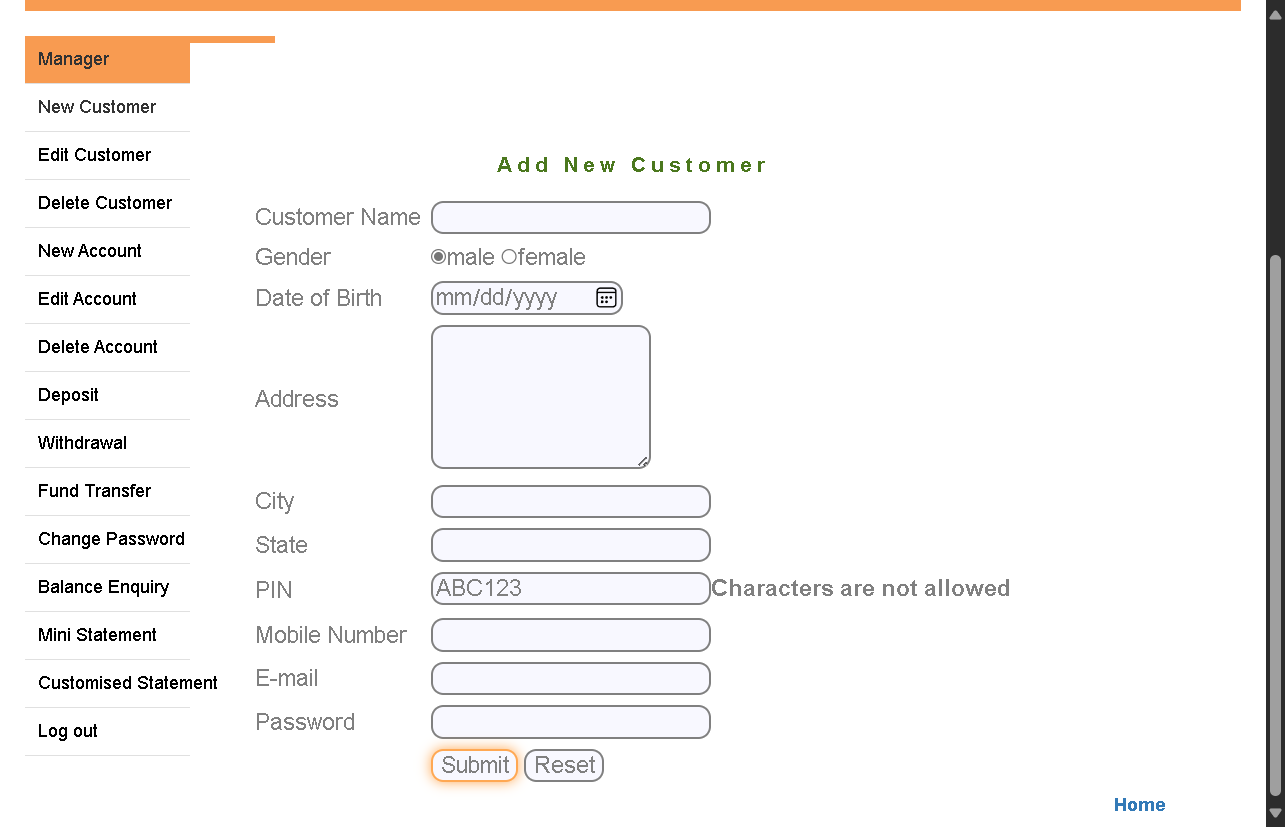 Manager
New Customer
Edit Customer
Delete Customer
New Account
Edit Account
Delete Account
Deposit
Withdrawal
Fund Transfer
Change Password
Balance Enquiry
Mini Statement
Customised Statement
Log out
Add New Customer
Customer Name
Gender male female
Date of Birth mm/dd/yyyy
Address
City
State
PIN ABC123 Characters are not allowed
Mobile Number
E-mail
Password
Submit Reset
Home